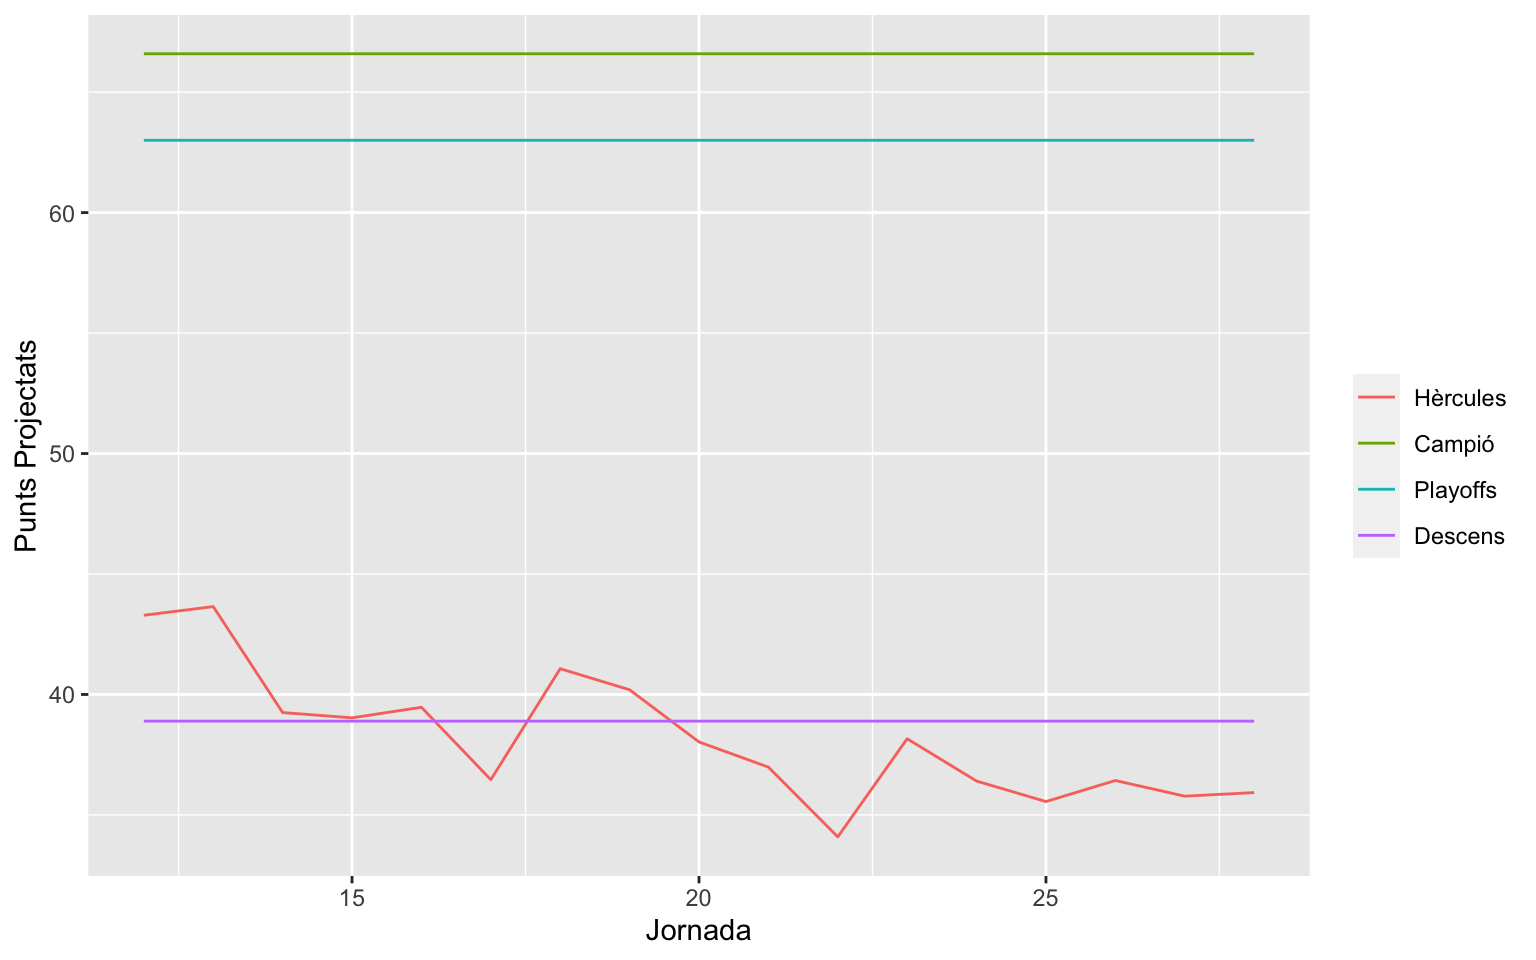 Punts Projectats
60
50
40
15 20 25
Jornada
Hèrcules
Campió
Playoffs
Descens